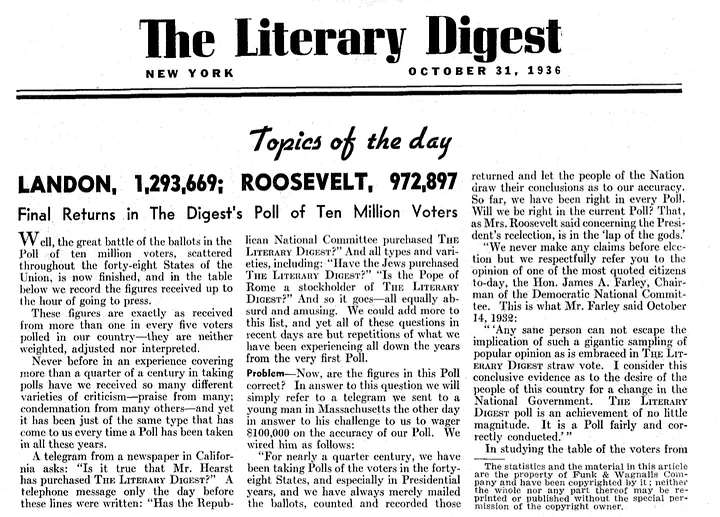 The Literary Digest
NEW YORK
OCTOBER 31, 1936
Topics of the day
LANDON, 1,293,669; ROOSEVELT, 972,897
Final Returns in The Digest's Poll of Ten Million Voters
Well, the great battle of the ballots in the
Poll of ten million voters, scattered
throughout the forty-eight States of the
Union, is now finished, and in the table
below we record the figures received up to
the hour of going to press.
These figures are exactly as received
from more than one in every five voters
polled in our country—they are neither
weighted, adjusted nor interpreted.
Never before in an experience covering
more than a quarter of a century in taking
polls have we received so many different
varieties of criticism—praise from many;
condemnation from many others—and yet
it has been just of the same type that has
come to us every time a Poll has been taken
in all these years.
A telegram from a newspaper in Califor-
nia asks: "Is it true that Mr. Hearst
has purchased THE LITERARY DIGEST?" A
telephone message only the day before
these lines were written: "Has the Repub-
lican National Committee purchased THE
LITERARY DIGEST?" And all types and vari-
eties, including: "Have the Jews purchased
THE LITERARY DIGEST?" "Is the Pope of
Rome a stockholder of THE LITERARY
DIGEST?" And so it goes—all equally ab-
surd and amusing. We could add more to
this list, and yet all of these questions in
recent days are but repetitions of what we
have been experiencing all down the years
from the very first Poll.
Problem—Now, are the figures in this Poll
correct? In answer to this question we will
simply refer to a telegram we sent to a
young man in Massachusetts the other day
in answer to his challenge to us to wager
$100,000 on the accuracy of our Poll. We
wired him as follows:
"For nearly a quarter century, we have
been taking Polls of the voters in the forty-
eight States, and especially in Presidential
years, and we have always merely mailed
the ballots, counted and recorded those
returned and let the people of the Nation
draw their conclusions as to our accuracy.
So far, we have been right in every Poll.
Will we be right in the current Poll? That,
as Mrs. Roosevelt said concerning the Presi-
dent's reelection, is in the 'lap of the gods.'
"We never make any claims before elec-
tion but we respectfully refer you to the
opinion of one of the most quoted citizens
to-day, the Hon. James A. Farley, Chair-
man of the Democratic National Commit-
tee. This is what Mr. Farley said October
14, 1932:
"'Any sane person can not escape the
implication of such a gigantic sampling of
popular opinion as is embraced in THE LIT-
ERARY DIGEST straw vote. I consider this
conclusive evidence as to the desire of the
people of this country for a change in the
National Government. THE LITERARY
DIGEST poll is an achievement of no little
magnitude. It is a Poll fairly and cor-
rectly conducted.'"
In studying the table of the voters from
The statistics and the material in this article
are the property of Funk & Wagnalls Com-
pany and have been copyrighted by it; neither
the whole nor any part thereof may be re-
printed or published without the special per-
mission of the copyright owner.